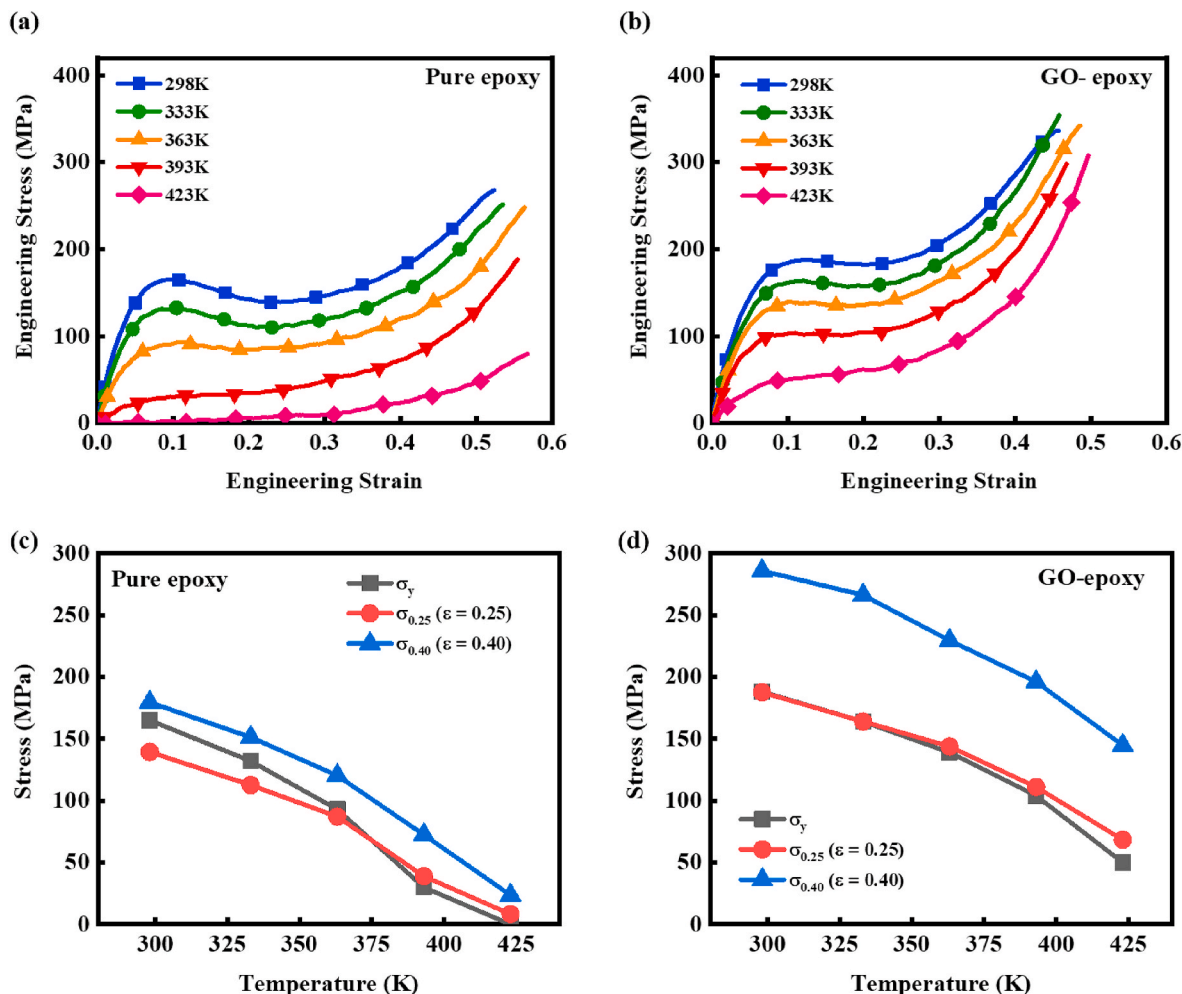 (a)
Pure epoxy
298K
333K
363K
393K
423K
Engineering Stress (MPa)
400
300
200
100
0
0.0 0.1 0.2 0.3 0.4 0.5 0.6
Engineering Strain
(b)
GO- epoxy
298K
333K
363K
393K
423K
Engineering Stress (MPa)
400
300
200
100
0
0.0 0.1 0.2 0.3 0.4 0.5 0.6
Engineering Strain
(c)
Pure epoxy
σy
σ0.25 (ε = 0.25)
σ0.40 (ε = 0.40)
Stress (MPa)
300
250
200
150
100
50
0
300 325 350 375 400 425
Temperature (K)
(d)
GO-epoxy
σy
σ0.25 (ε = 0.25)
σ0.40 (ε = 0.40)
Stress (MPa)
300
250
200
150
100
50
0
300 325 350 375 400 425
Temperature (K)